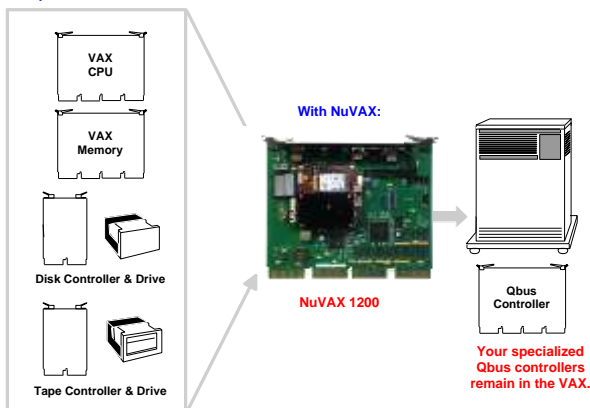 VAX
CPU
VAX
Memory
Disk Controller & Drive
Tape Controller & Drive
With NuVAX:
NuVAX 1200
Qbus
Controller
Your specialized
Qbus controllers
remain in the VAX.